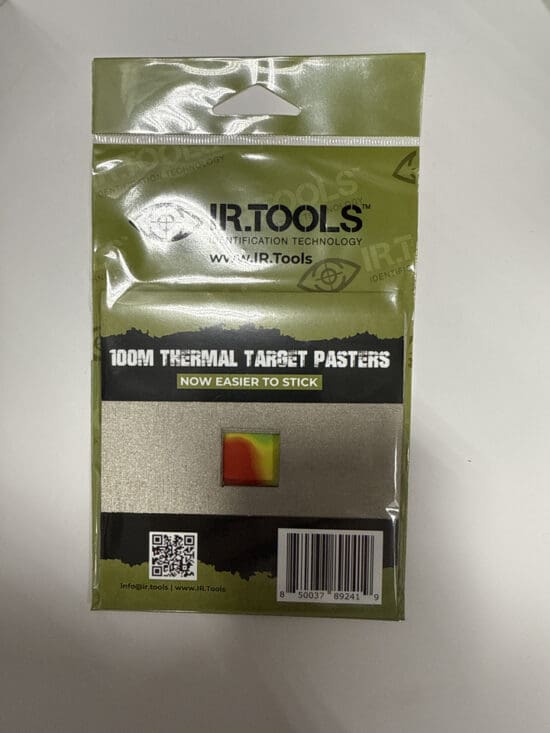 IR.TOOLS™
IDENTIFICATION TECHNOLOGY
www.IR.Tools
100M THERMAL TARGET PASTERS
NOW EASIER TO STICK
info@ir.tools | www.IR.Tools
8 50037 89241 9